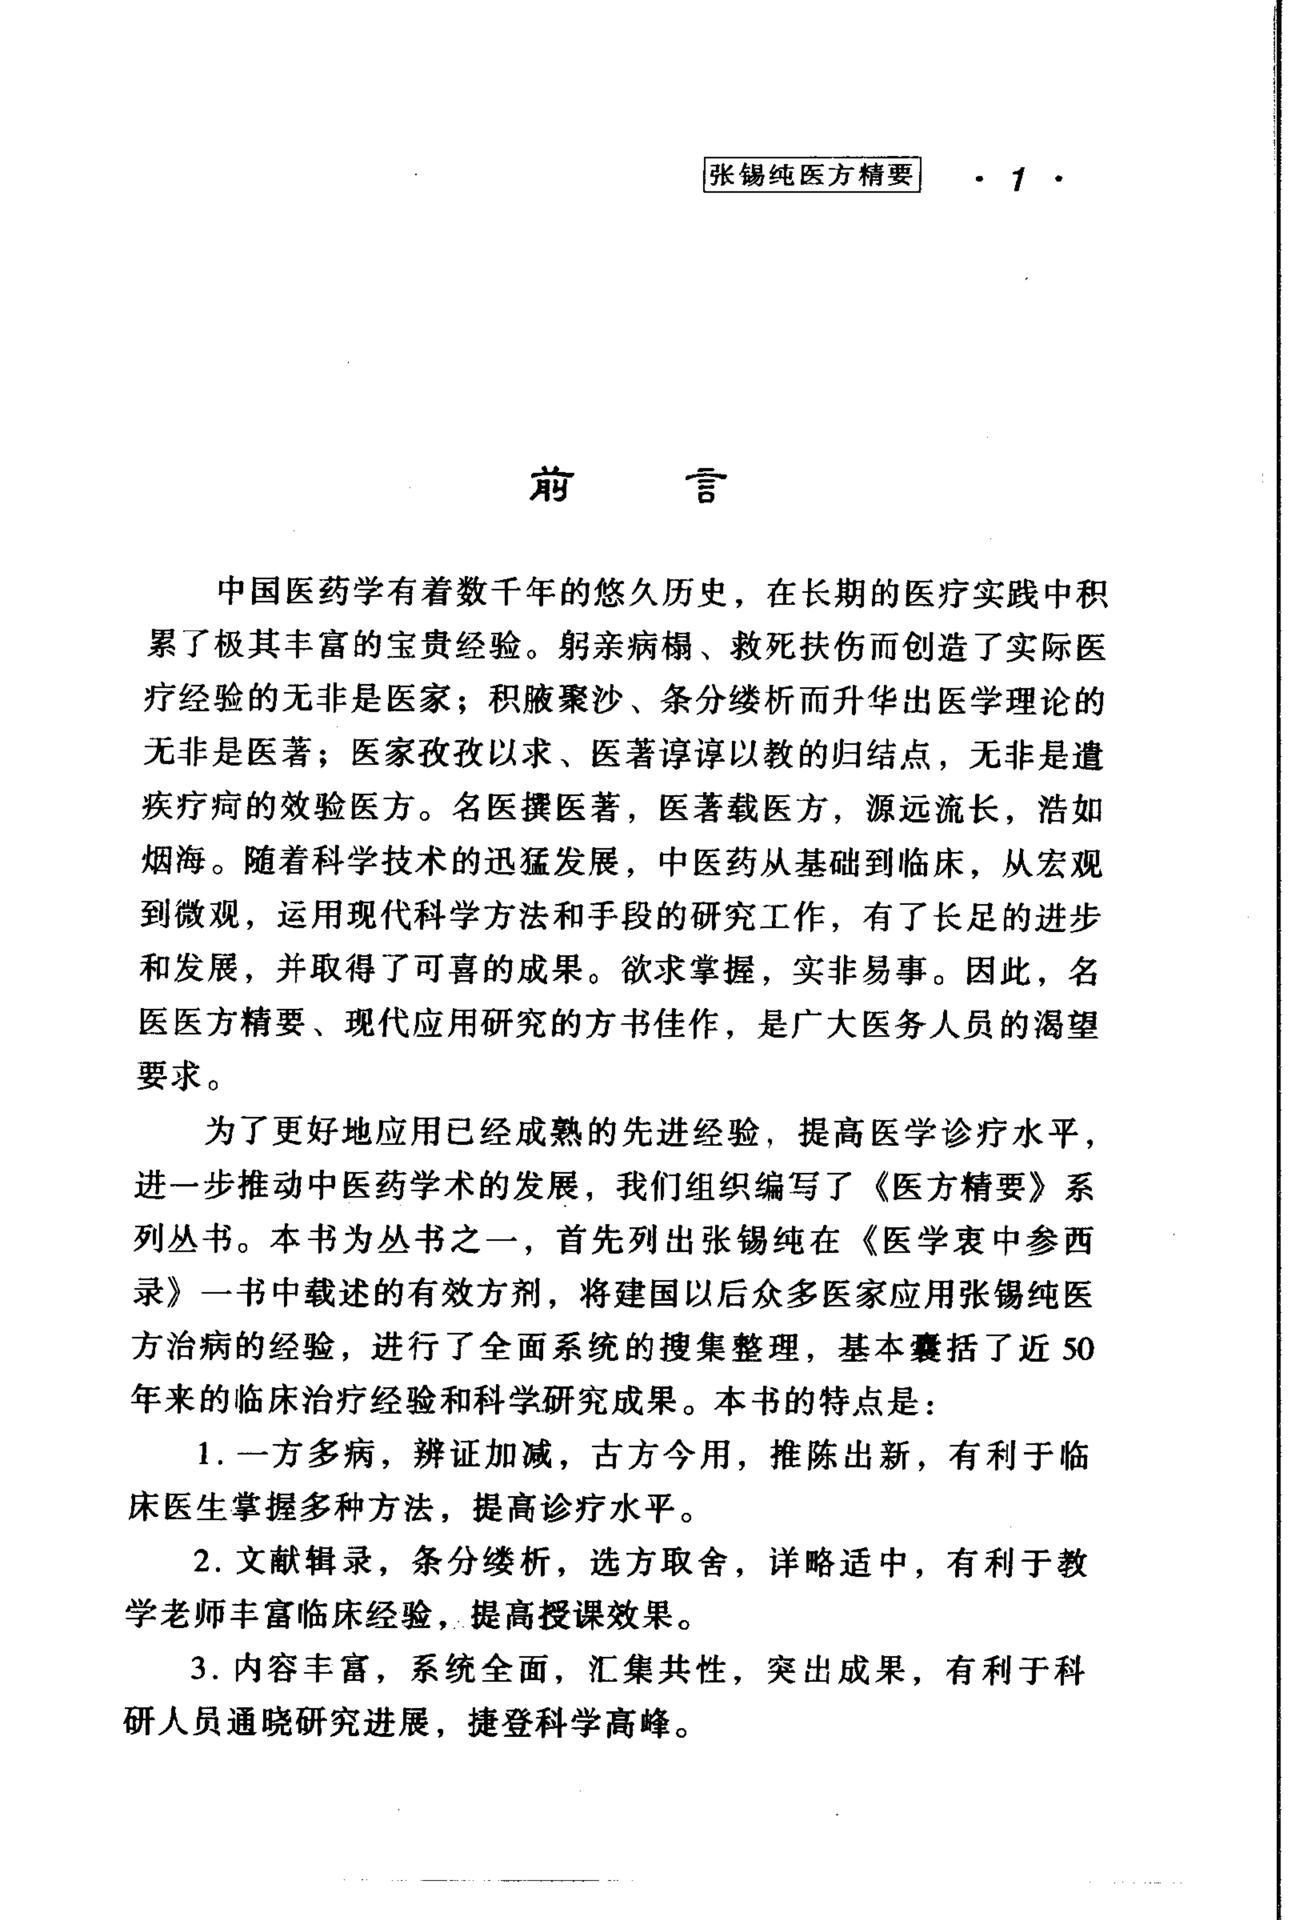 张锡纯医方精要 · 1 ·
前 言
中国医药学有着数千年的悠久历史，在长期的医疗实践中积
累了极其丰富的宝贵经验。躬亲病榻、救死扶伤而创造了实际医
疗经验的无非是医家；积腋聚沙、条分缕析而升华出医学理论的
无非是医著；医家孜孜以求、医著谆谆以教的归结点，无非是遣
疾疗疴的效验医方。名医撰医著，医著载医方，源远流长，浩如
烟海。随着科学技术的迅猛发展，中医药从基础到临床，从宏观
到微观，运用现代科学方法和手段的研究工作，有了长足的进步
和发展，并取得了可喜的成果。欲求掌握，实非易事。因此，名
医医方精要、现代应用研究的方书佳作，是广大医务人员的渴望
要求。
为了更好地应用已经成熟的先进经验，提高医学诊疗水平，
进一步推动中医药学术的发展，我们组织编写了《医方精要》系
列丛书。本书为丛书之一，首先列出张锡纯在《医学衷中参西
录》一书中载述的有效方剂，将建国以后众多医家应用张锡纯医
方治病的经验，进行了全面系统的搜集整理，基本囊括了近 50
年来的临床治疗经验和科学研究成果。本书的特点是：
1. 一方多病，辨证加减，古方今用，推陈出新，有利于临
床医生掌握多种方法，提高诊疗水平。
2. 文献辑录，条分缕析，选方取舍，详略适中，有利于教
学老师丰富临床经验，提高授课效果。
3. 内容丰富，系统全面，汇集共性，突出成果，有利于科
研人员通晓研究进展，捷登科学高峰。